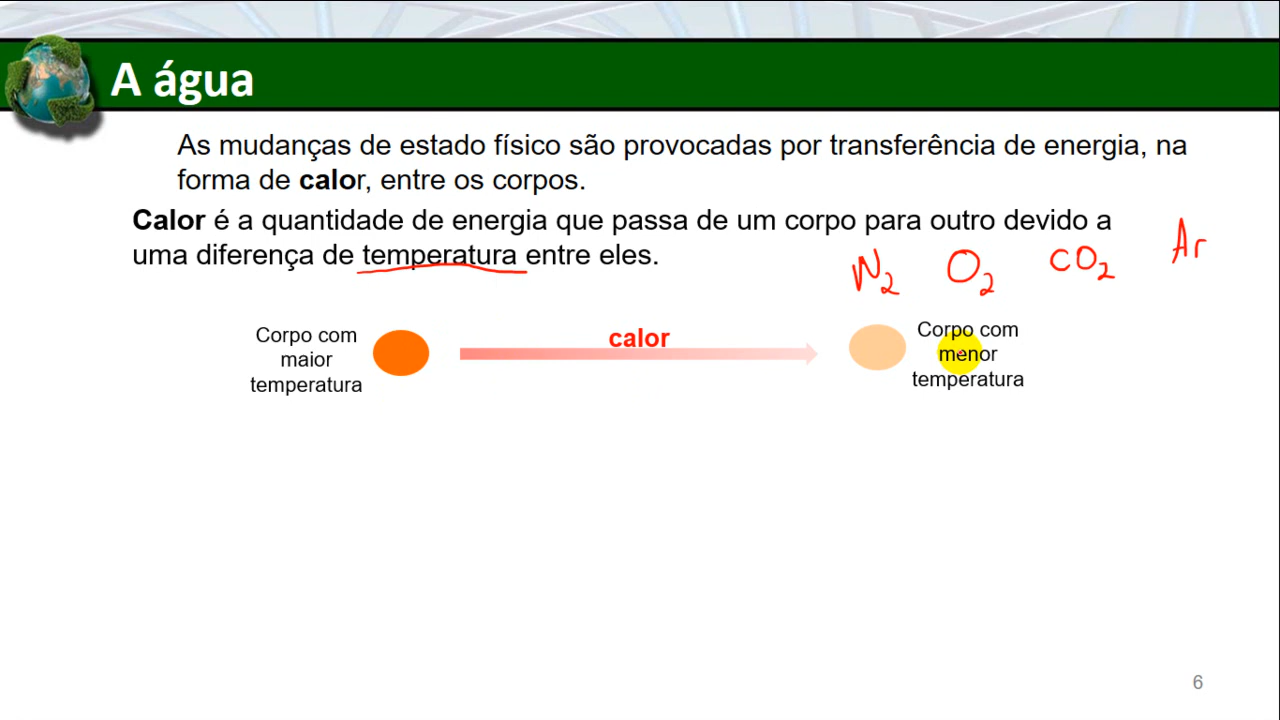 A água
As mudanças de estado físico são provocadas por transferência de energia, na
forma de calor, entre os corpos.
Calor é a quantidade de energia que passa de um corpo para outro devido a
uma diferença de temperatura entre eles.
N2 O2 CO2 Ar
Corpo com
maior
temperatura
calor
Corpo com
menor
temperatura
6